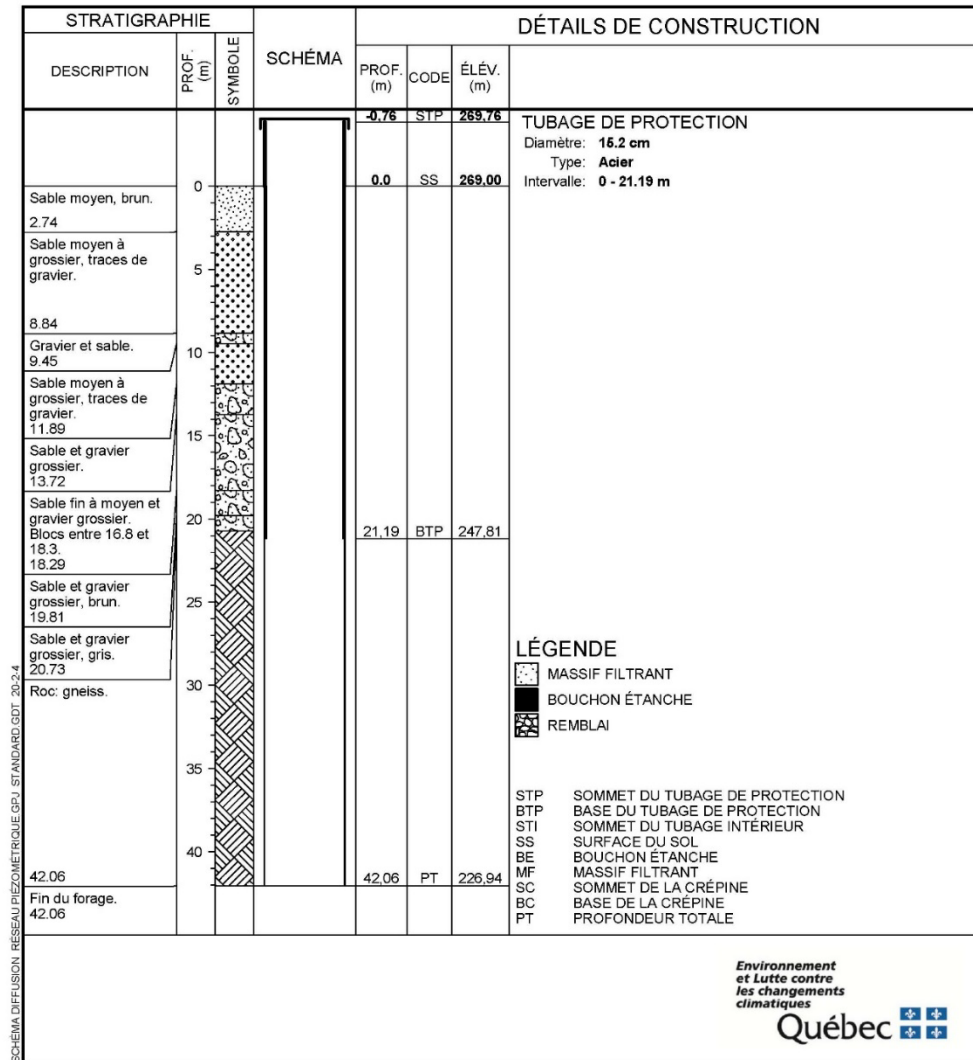 STRATIGRAPHIE
DESCRIPTION
PROF. (m)
SYMBOLE
SCHÉMA
DÉTAILS DE CONSTRUCTION
PROF. (m)
CODE
ÉLÉV. (m)
-0,76 STP 269,76
TUBAGE DE PROTECTION
Diamètre: 15.2 cm
Type: Acier
Intervalle: 0 - 21.19 m
0,0 SS 269,00
0
Sable moyen, brun.
2.74
Sable moyen à
grossier, traces de
gravier.
5
8.84
Gravier et sable.
9.45
10
Sable moyen à
grossier, traces de
gravier.
11.89
15
Sable et gravier
grossier.
13.72
Sable fin à moyen et
gravier grossier.
Blocs entre 16.8 et
18.3.
18.29
20
21,19 BTP 247,81
Sable et gravier
grossier, brun.
19.81
25
Sable et gravier
grossier, gris.
20.73
Roc: gneiss.
30
35
40
42.06
42,06 PT 226,94
Fin du forage.
42.06
LÉGENDE
MASSIF FILTRANT
BOUCHON ÉTANCHE
REMBLAI
STP SOMMET DU TUBAGE DE PROTECTION
BTP BASE DU TUBAGE DE PROTECTION
STI SOMMET DU TUBAGE INTÉRIEUR
SS SURFACE DU SOL
BE BOUCHON ÉTANCHE
MF MASSIF FILTRANT
SC SOMMET DE LA CRÉPINE
BC BASE DE LA CRÉPINE
PT PROFONDEUR TOTALE
SCHÉMA DIFFUSION RÉSEAU PIÉZOMÉTRIQUE.GPJ STANDARD.GDT 20-2-4
Environnement
et Lutte contre
les changements
climatiques
Québec